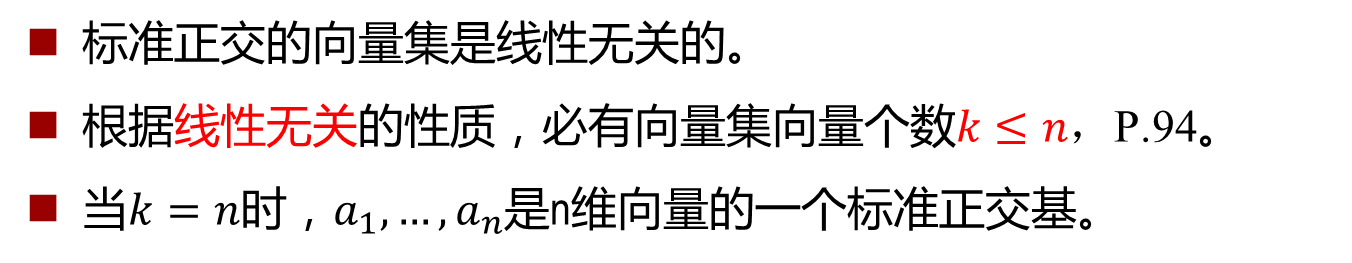 标准正交的向量集是线性无关的。
根据线性无关的性质，必有向量集向量个数k ≤ n，P.94。
当k = n时，a₁, … , aₙ是n维向量的一个标准正交基。